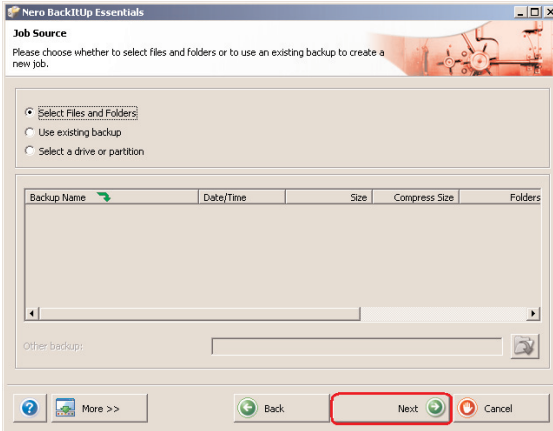 Nero BackItUp Essentials
Job Source
Please choose whether to select files and folders or to use an existing backup to create a
new job.
Select Files and Folders
Use existing backup
Select a drive or partition
Backup Name Date/Time Size Compress Size Folders
Other backup:
More >> Back Next Cancel